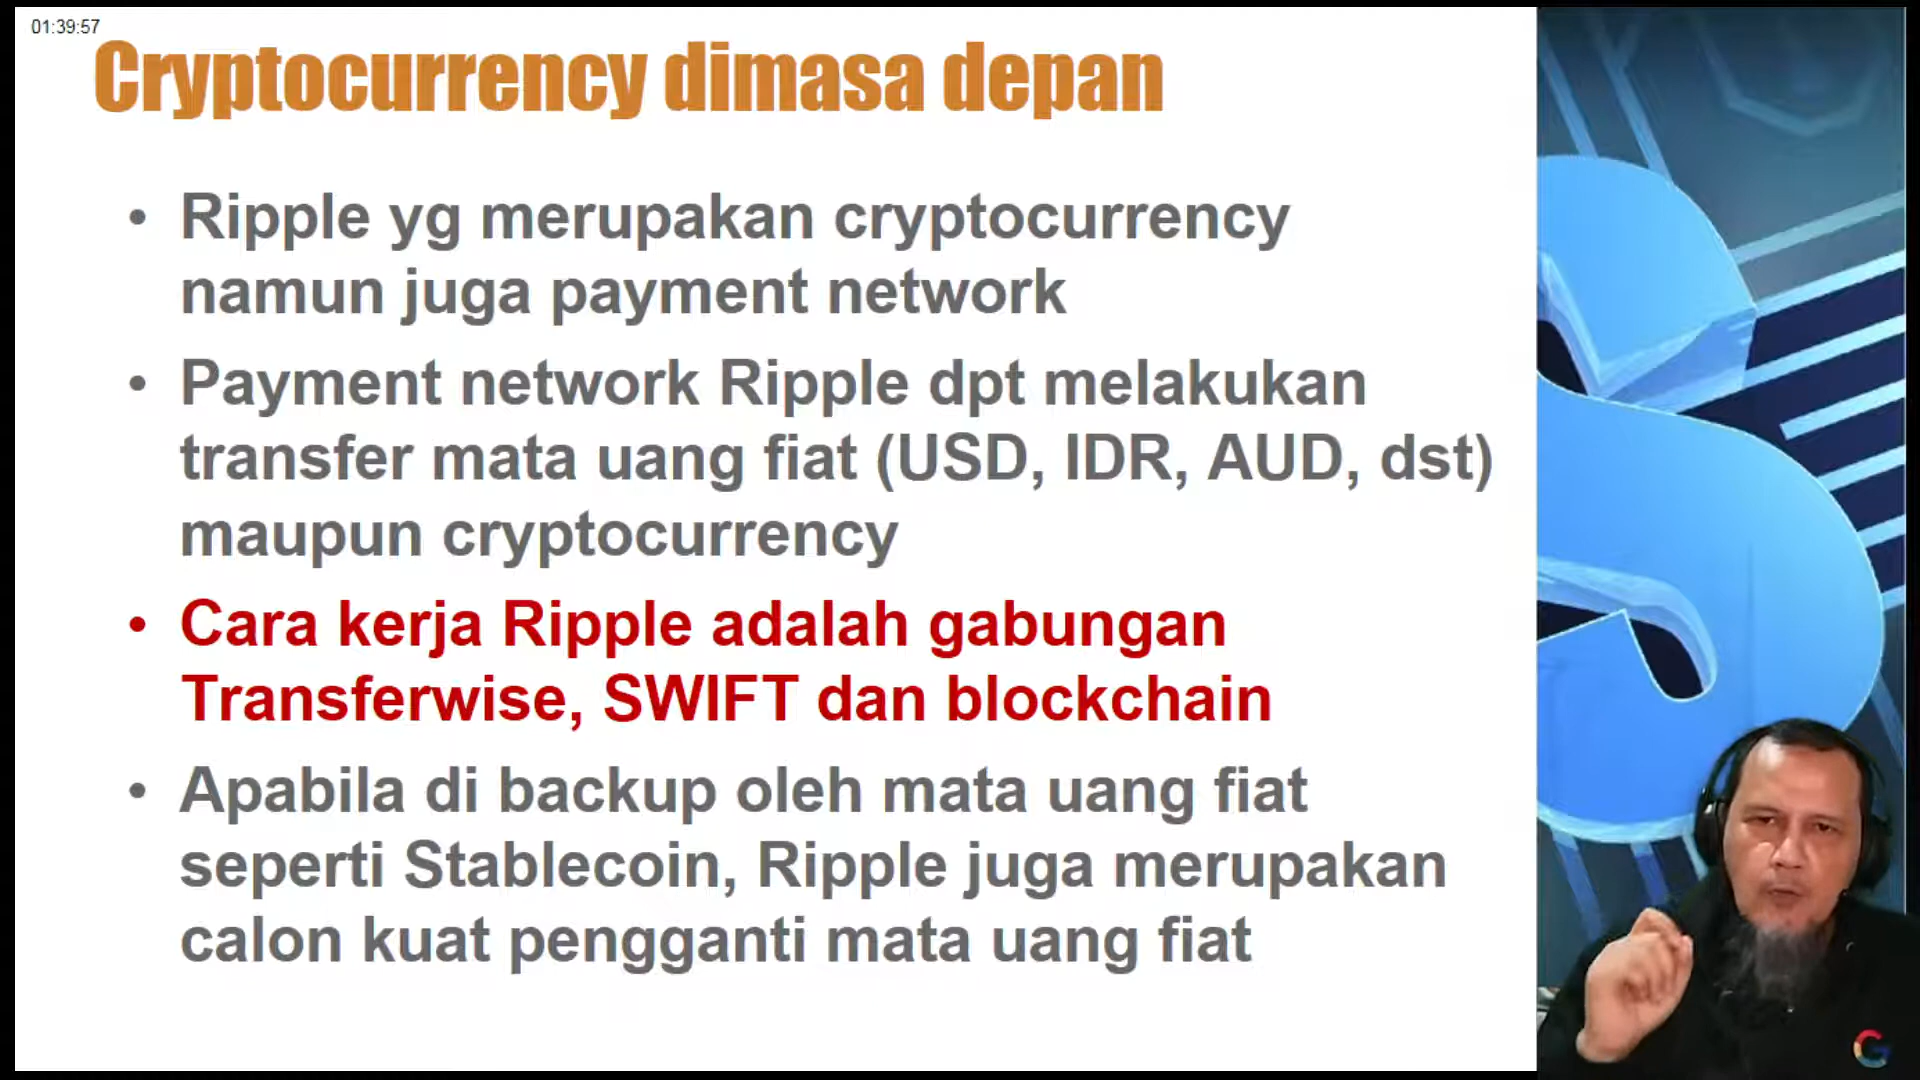 01:39:57
Cryptocurrency dimasa depan
• Ripple yg merupakan cryptocurrency
namun juga payment network
• Payment network Ripple dpt melakukan
transfer mata uang fiat (USD, IDR, AUD, dst)
maupun cryptocurrency
• Cara kerja Ripple adalah gabungan
Transferwise, SWIFT dan blockchain
• Apabila di backup oleh mata uang fiat
seperti Stablecoin, Ripple juga merupakan
calon kuat pengganti mata uang fiat
G